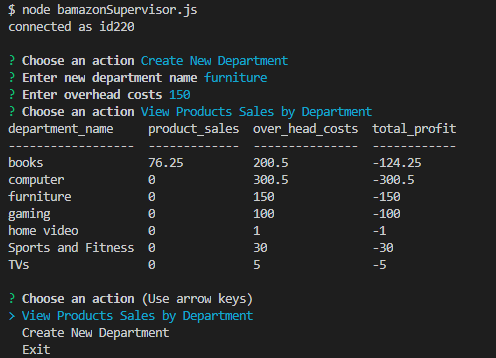 $ node bamazonSupervisor.js
connected as id220
? Choose an action Create New Department
? Enter new department name furniture
? Enter overhead costs 150
? Choose an action View Products Sales by Department
department_name    product_sales  over_head_costs  total_profit
-----------------  -------------  ---------------  ------------
books              76.25          200.5            -124.25
computer           0              300.5            -300.5
furniture          0              150              -150
gaming             0              100              -100
home video         0              1                -1
Sports and Fitness  0              30               -30
TVs                0              5                -5
? Choose an action (Use arrow keys)
> View Products Sales by Department
Create New Department
Exit